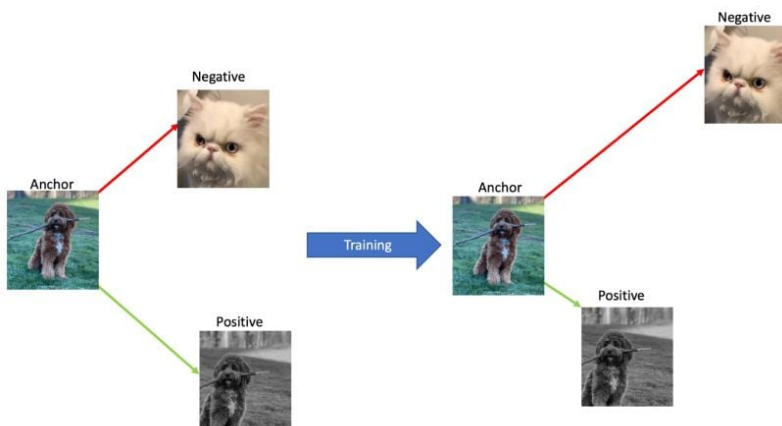 Negative
Anchor
Positive
Training
Negative
Anchor
Positive